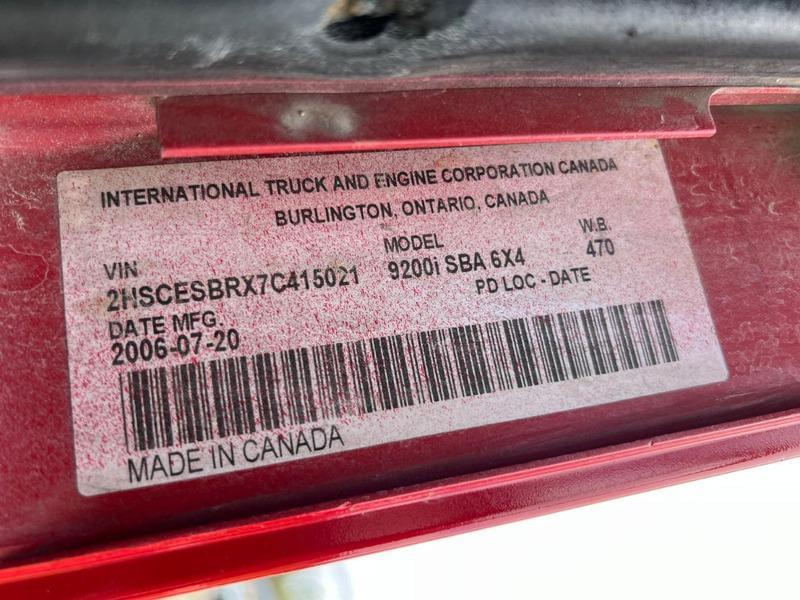 INTERNATIONAL TRUCK AND ENGINE CORPORATION CANADA
BURLINGTON, ONTARIO, CANADA
VIN MODEL W.B.
2HSCESBRX7C415021 9200i SBA 6X4 470
DATE MFG. PD LOC - DATE
2006-07-20
MADE IN CANADA